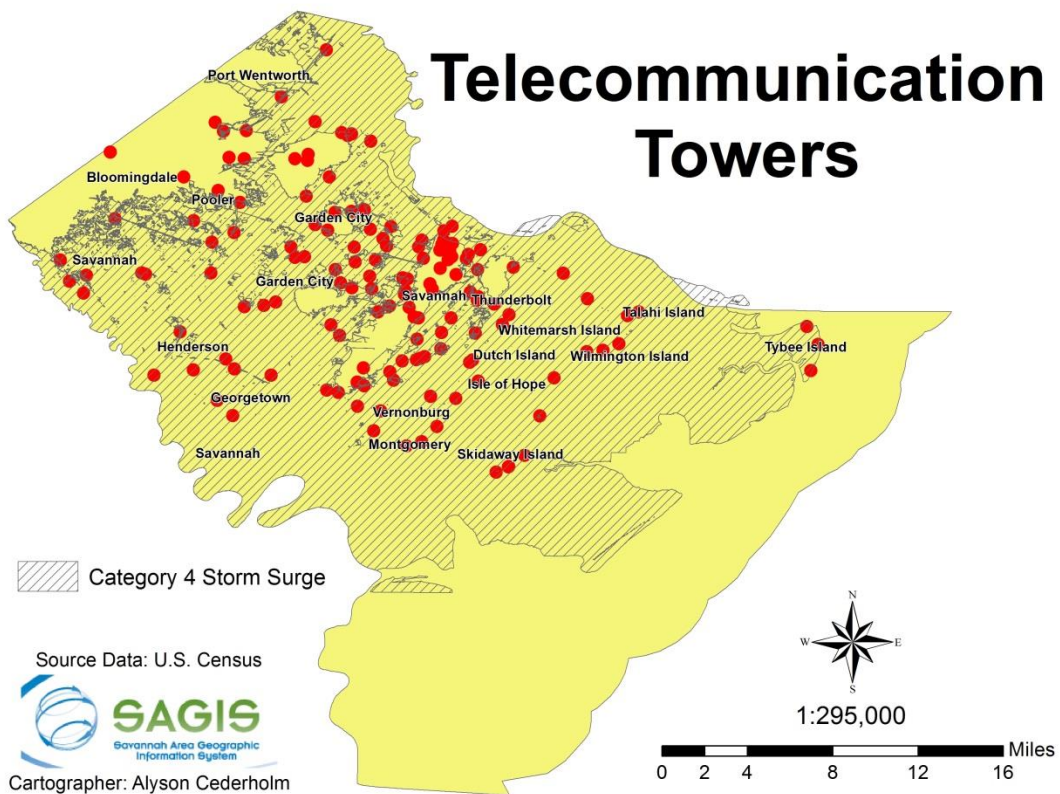 Telecommunication
Towers
Port Wentworth
Bloomingdale
Pooler
Garden City
Savannah
Garden City
Savannah
Thunderbolt
Talahi Island
Whitemarsh Island
Henderson
Dutch Island
Wilmington Island
Tybee Island
Isle of Hope
Georgetown
Vernonburg
Montgomery
Savannah
Skidaway Island
Category 4 Storm Surge
Source Data: U.S. Census
SAGIS
Savannah Area Geographic
Information System
Cartographer: Alyson Cederholm
N
W
E
S
1:295,000
Miles
0 2 4 8 12 16